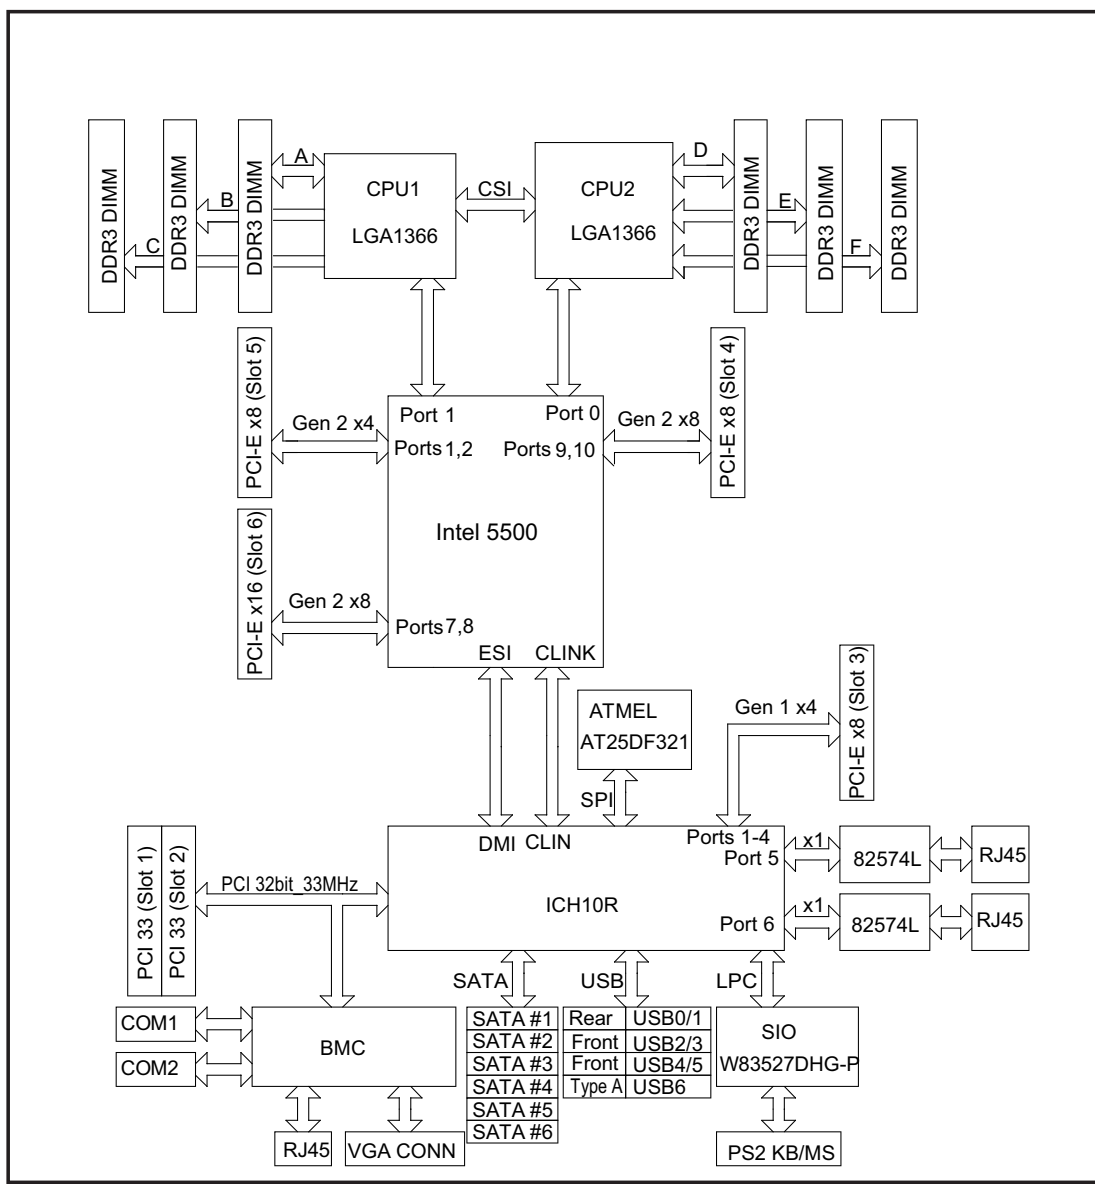 DDR3 DIMM
DDR3 DIMM
DDR3 DIMM
A
B
C
CPU1
LGA1366
CSI
CPU2
LGA1366
D
E
F
DDR3 DIMM
DDR3 DIMM
DDR3 DIMM
PCI-E x8 (Slot 5)
Gen 2 x4
Port 1
Ports 1,2
Port 0
Ports 9,10
Gen 2 x8
PCI-E x8 (Slot 4)
Intel 5500
PCI-E x16 (Slot 6)
Gen 2 x8
Ports 7,8
ESI
CLINK
ATMEL
AT25DF321
SPI
Gen 1 x4
PCI-E x8 (Slot 3)
DMI
CLIN
Ports 1-4
Port 5
x1
82574L
RJ45
PCI 33 (Slot 1)
PCI 33 (Slot 2)
PCI 32bit_33MHz
ICH10R
Port 6
x1
82574L
RJ45
SATA
USB
LPC
COM1
COM2
BMC
SATA #1
SATA #2
SATA #3
SATA #4
SATA #5
SATA #6
Rear USB0/1
Front USB2/3
Front USB4/5
Type A USB6
SIO
W83527DHG-P
RJ45
VGA CONN
PS2 KB/MS